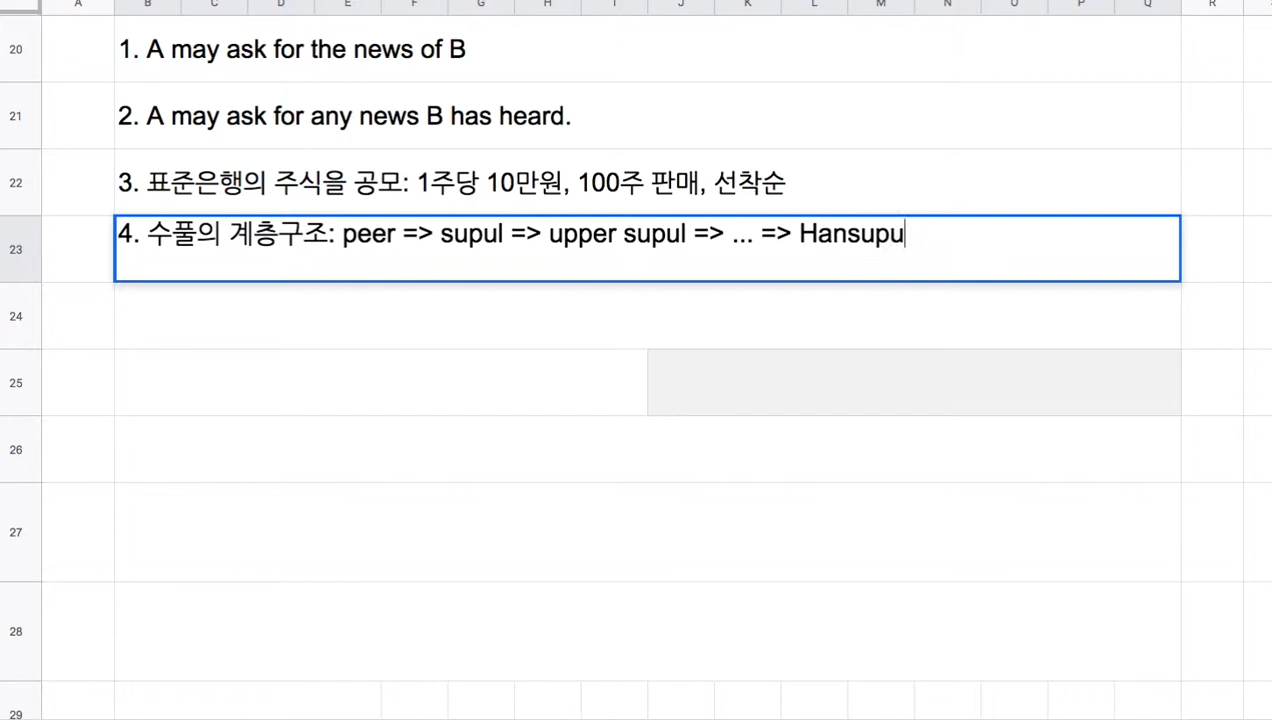 A B C D E F G H I J K L M N O P Q R
20 1. A may ask for the news of B
21 2. A may ask for any news B has heard.
22 3. 표준은행의 주식을 공모: 1주당 10만원, 100주 판매, 선착순
23 4. 수풀의 계층구조: peer => supul => upper supul => ... => Hansupu
24
25
26
27
28
29